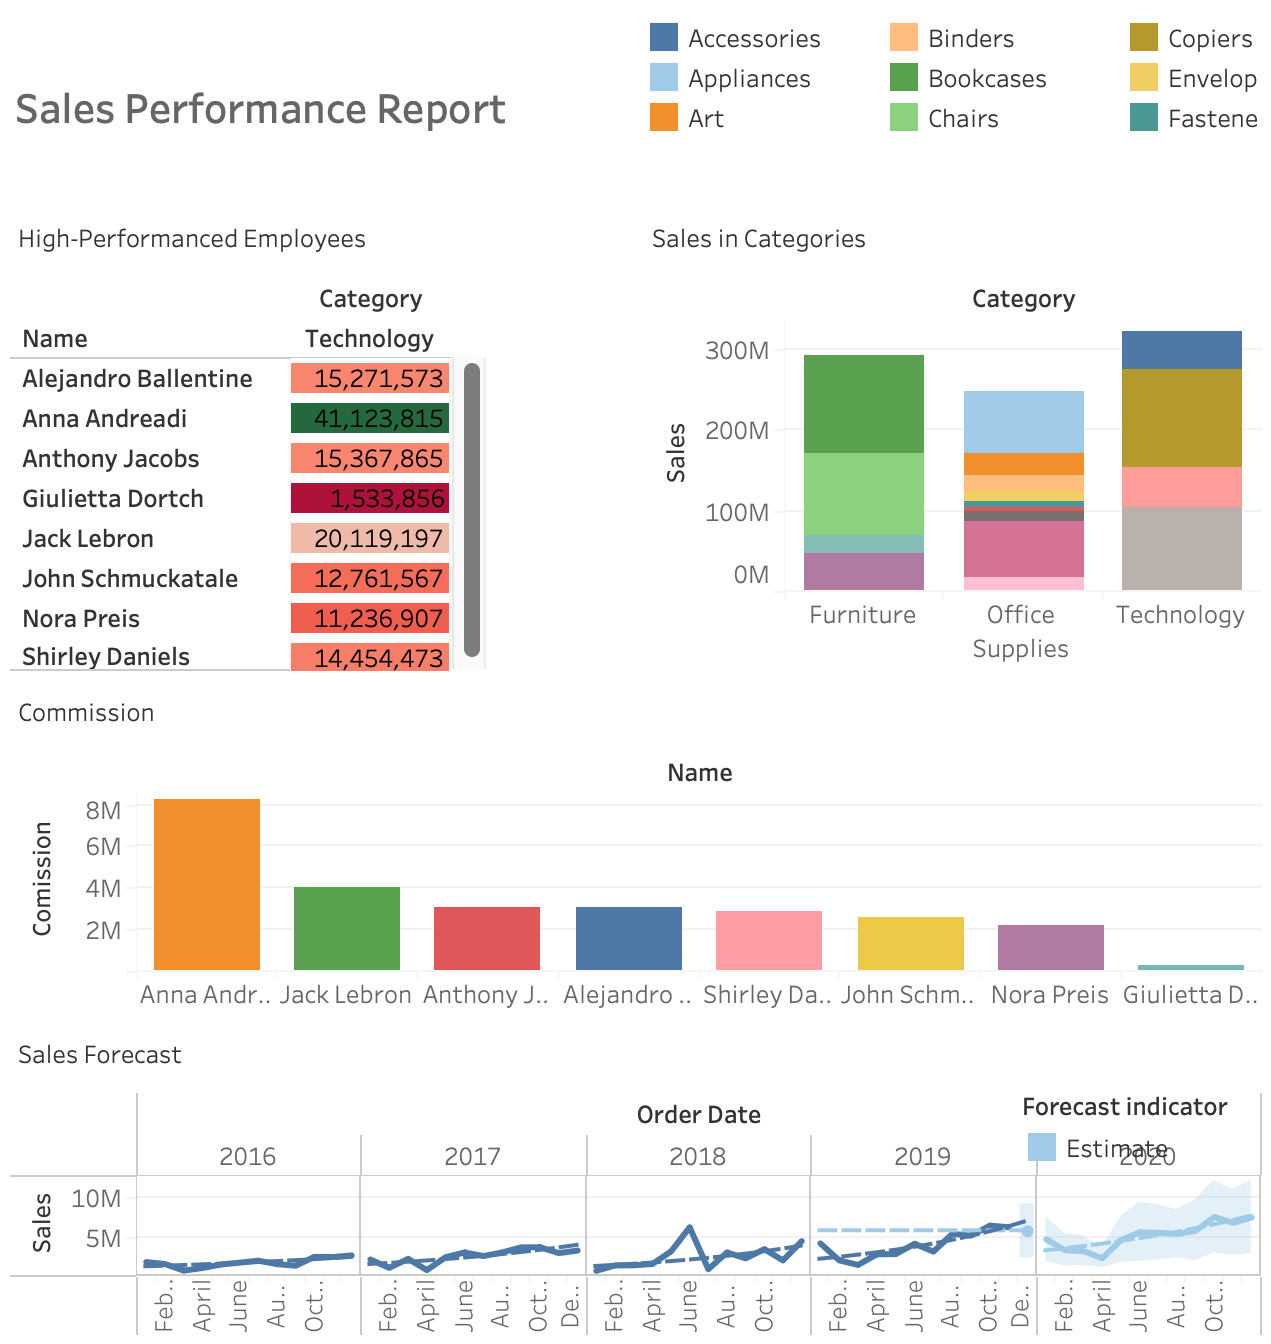 Accessories Binders Copiers
Appliances Bookcases Envelop
Art Chairs Fastene
Sales Performance Report
High-Performanced Employees
Category
Name Technology
Alejandro Ballentine 15,271,573
Anna Andreadi 41,123,815
Anthony Jacobs 15,367,865
Giulietta Dortch 1,533,856
Jack Lebron 20,119,197
John Schmuckatale 12,761,567
Nora Preis 11,236,907
Shirley Daniels 14,454,473
Sales in Categories
Category
Sales
300M
200M
100M
0M
Furniture Office Supplies Technology
Commission
Name
Comission
8M
6M
4M
2M
Anna Andr.. Jack Lebron Anthony J.. Alejandro .. Shirley Da.. John Schm.. Nora Preis Giulietta D..
Sales Forecast
Order Date
Forecast indicator
Estimate
2016 2017 2018 2019 2020
Sales
10M
5M
Feb.. April June Au.. Oct.. Feb.. April June Au.. Oct.. De.. Feb.. April June Au.. Oct.. Feb.. April June Au.. Oct.. De.. Feb.. April June Au.. Oct..